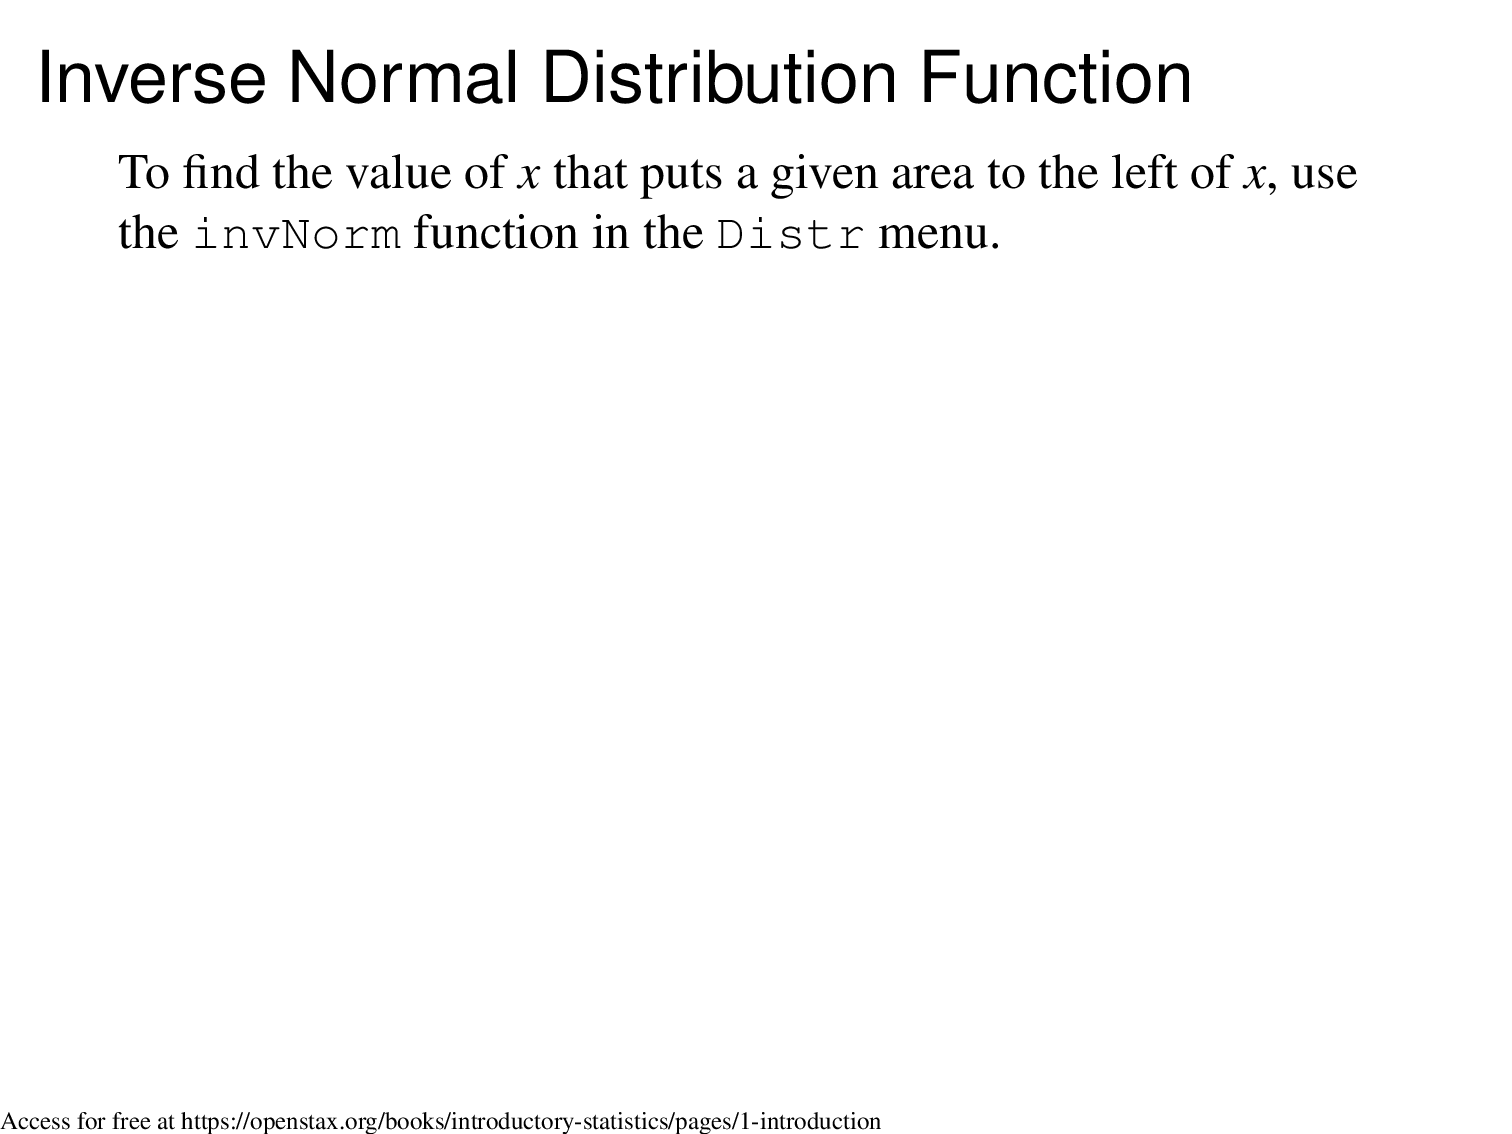 Inverse Normal Distribution Function
To find the value of x that puts a given area to the left of x, use
the invNorm function in the Distr menu.
Access for free at https://openstax.org/books/introductory-statistics/pages/1-introduction